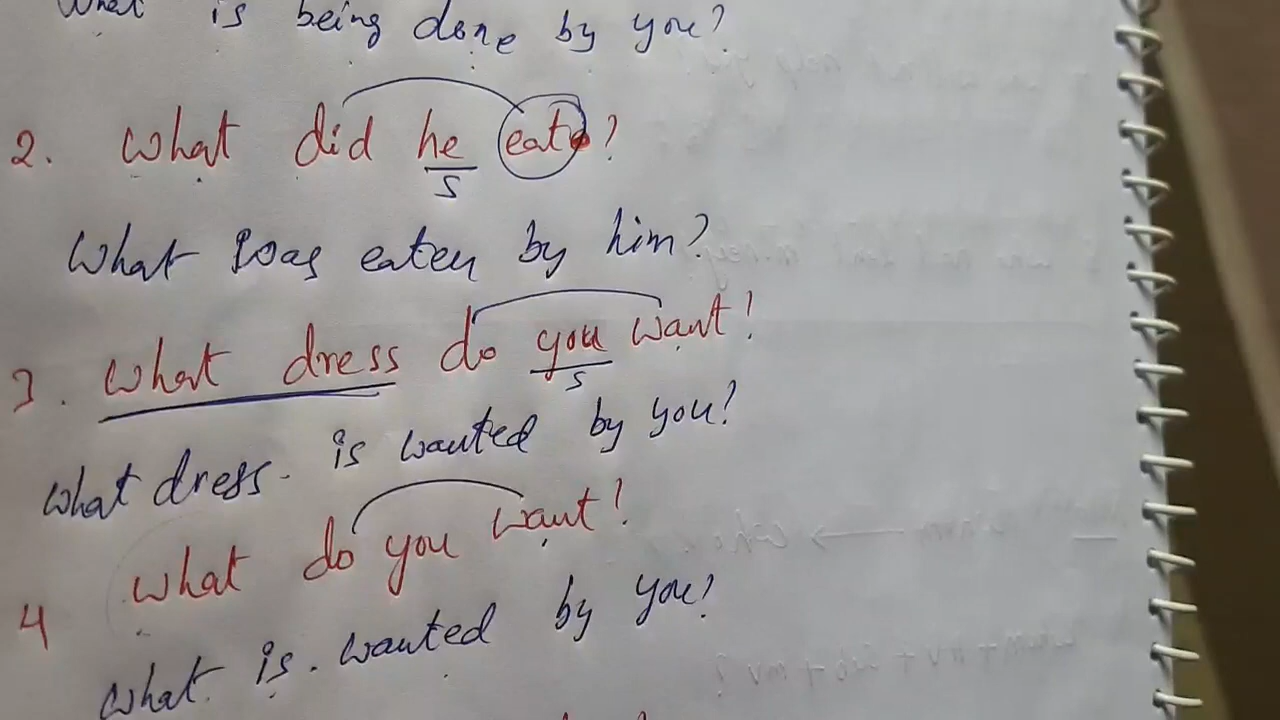 What is being done by you?
2. What did he eat?
s
What was eaten by him?
3. What dress do you want!
s
What dress. is wanted by you?
4 What do you want!
What is. wanted by you?